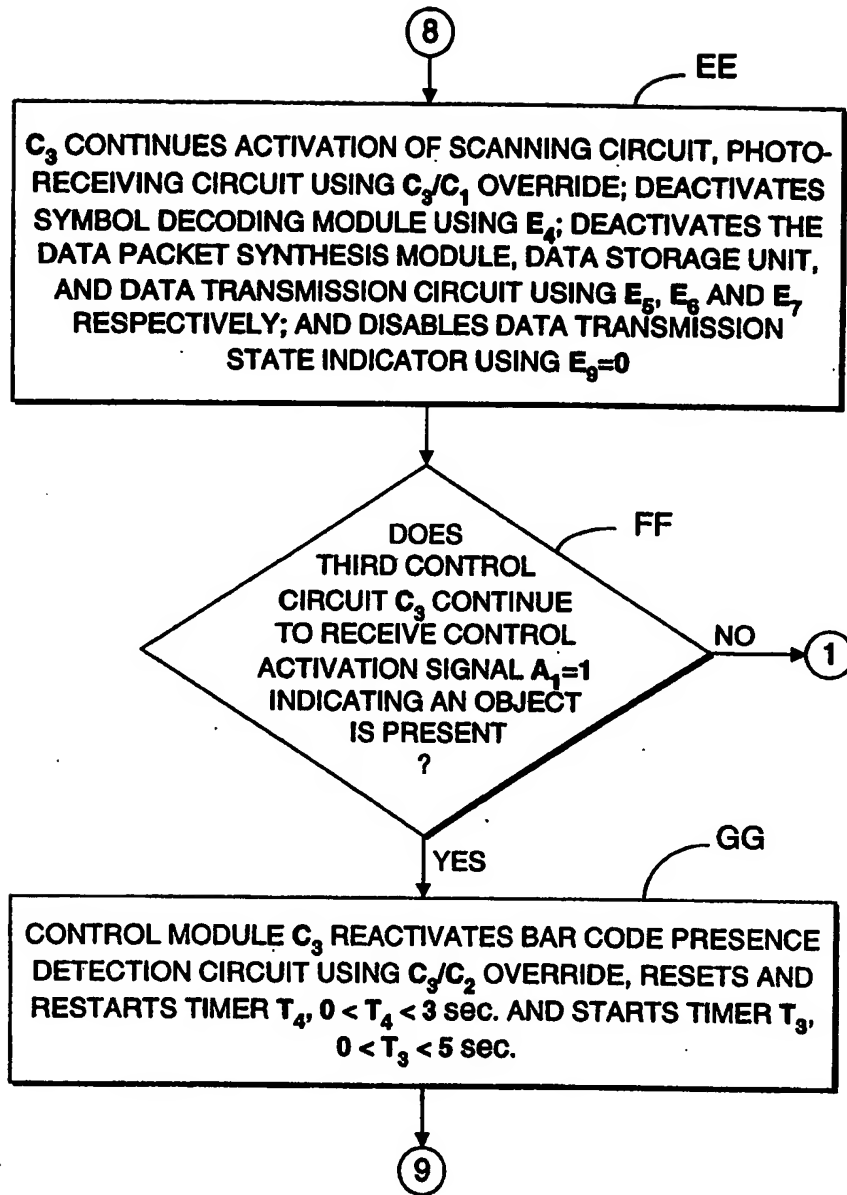 8
EE
C₃ CONTINUES ACTIVATION OF SCANNING CIRCUIT, PHOTO-
RECEIVING CIRCUIT USING C₃/C₁ OVERRIDE; DEACTIVATES
SYMBOL DECODING MODULE USING E₄; DEACTIVATES THE
DATA PACKET SYNTHESIS MODULE, DATA STORAGE UNIT,
AND DATA TRANSMISSION CIRCUIT USING E₅, E₆ AND E₇
RESPECTIVELY; AND DISABLES DATA TRANSMISSION
STATE INDICATOR USING E₉=0
FF
DOES
THIRD CONTROL
CIRCUIT C₃ CONTINUE
TO RECEIVE CONTROL
ACTIVATION SIGNAL A₁=1
INDICATING AN OBJECT
IS PRESENT
?
NO
1
YES
GG
CONTROL MODULE C₃ REACTIVATES BAR CODE PRESENCE
DETECTION CIRCUIT USING C₃/C₂ OVERRIDE, RESETS AND
RESTARTS TIMER T₄, 0 < T₄ < 3 sec. AND STARTS TIMER T₃,
0 < T₃ < 5 sec.
9